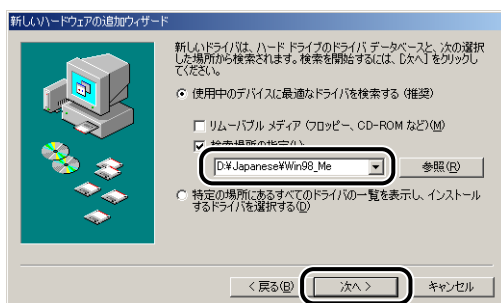 新しいハードウェアの追加ウィザード
新しいドライバは、ハード ドライブのドライバ データベースと、次の選択
した場所から検索されます。検索を開始するには、[次へ] をクリックし
てください。
使用中のデバイスに最適なドライバを検索する (推奨)
リムーバブル メディア (フロッピー、CD-ROM など)(M)
検索場所の指定(L)
D:¥Japanese¥Win98_Me
参照(R)
特定の場所にあるすべてのドライバの一覧を表示し、インストール
するドライバを選択する(D)
< 戻る(B)
次へ >
キャンセル